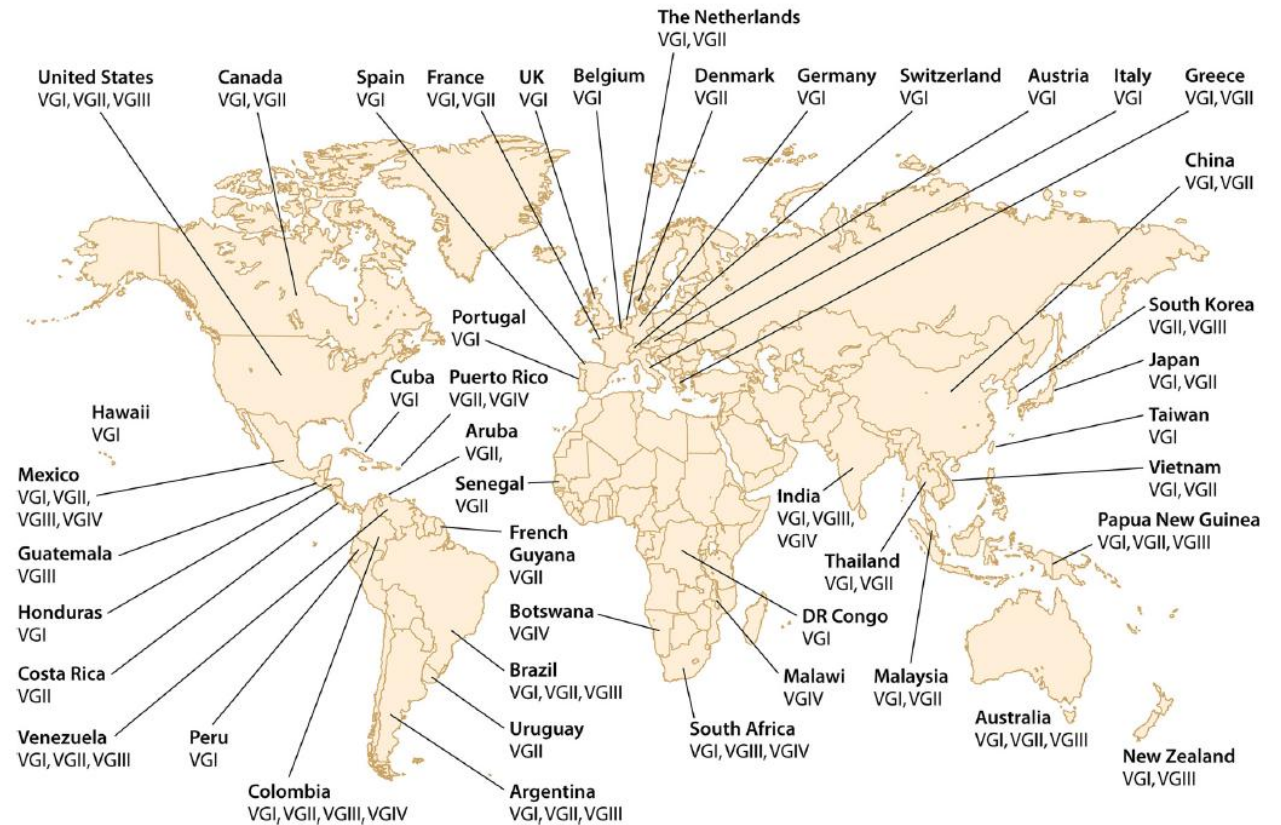 The Netherlands
VGI, VGII
United States
VGI, VGII, VGIII
Canada
VGI, VGII
Spain
VGI
France
VGI, VGII
UK
VGI
Belgium
VGI
Denmark
VGII
Germany
VGI
Switzerland
VGI
Austria
VGI
Italy
VGI
Greece
VGI, VGII
China
VGI, VGII
South Korea
VGII, VGIII
Portugal
VGI
Japan
VGI, VGII
Cuba
VGI
Puerto Rico
VGII, VGIV
Hawaii
VGI
Taiwan
VGI
Aruba
VGII,
Mexico
VGI, VGII,
VGIII, VGIV
Senegal
VGII
India
VGI, VGIII,
VGIV
Vietnam
VGI, VGII
French
Guyana
VGII
Papua New Guinea
VGI, VGII, VGIII
Guatemala
VGIII
Thailand
VGI, VGII
Honduras
VGI
Botswana
VGIV
DR Congo
VGI
Costa Rica
VGII
Brazil
VGI, VGII, VGIII
Malawi
VGIV
Malaysia
VGI, VGII
Venezuela
VGI, VGII, VGIII
Peru
VGI
Uruguay
VGII
South Africa
VGI, VGIII, VGIV
Australia
VGI, VGII, VGIII
New Zealand
VGI, VGIII
Colombia
VGI, VGII, VGIII, VGIV
Argentina
VGI, VGII, VGIII